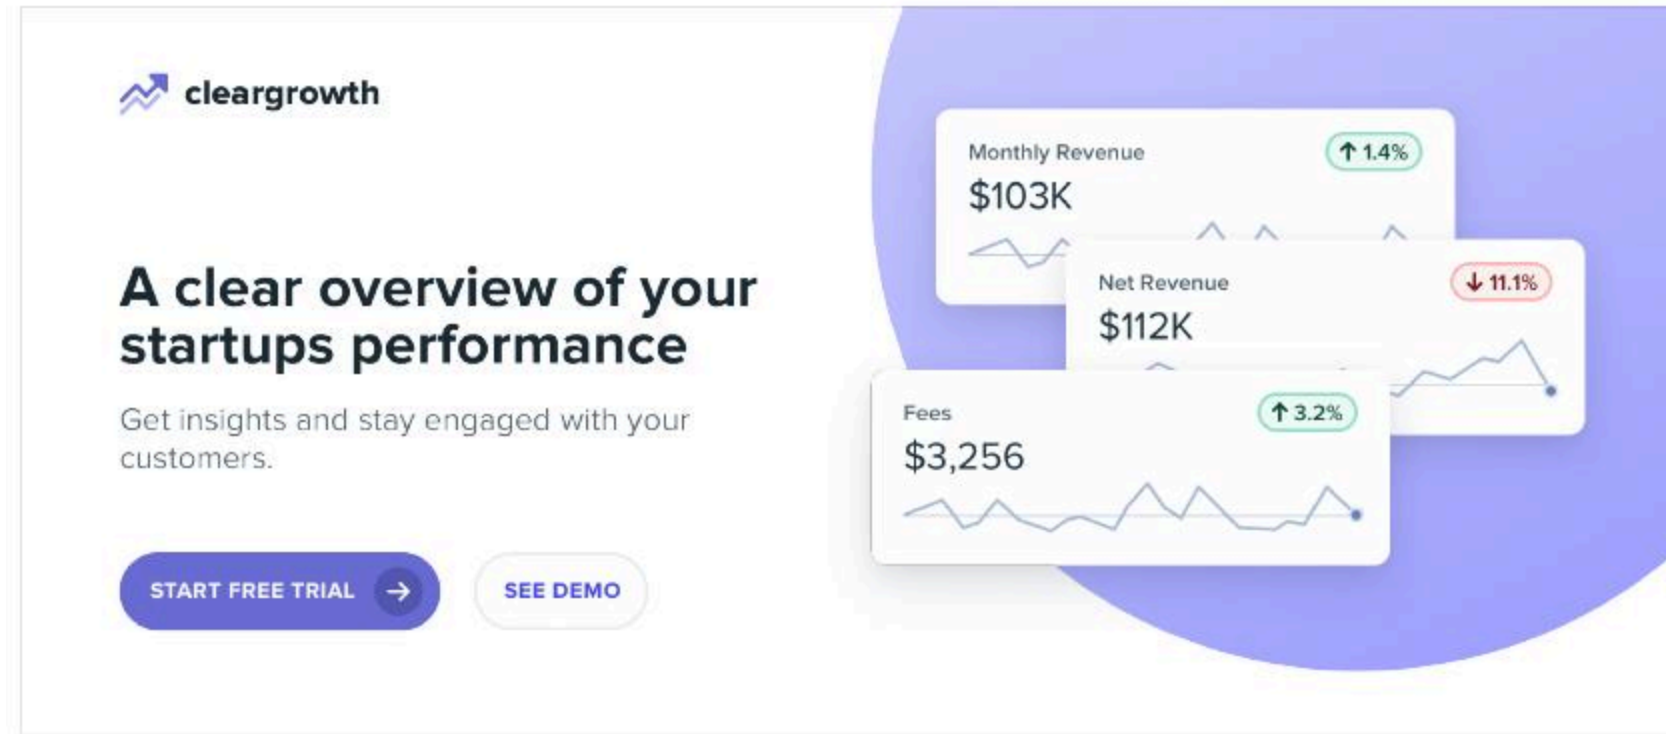 cleargrowth
A clear overview of your
startups performance
Get insights and stay engaged with your
customers.
START FREE TRIAL
SEE DEMO
Monthly Revenue
↑ 1.4%
$103K
Net Revenue
↓ 11.1%
$112K
Fees
↑ 3.2%
$3,256